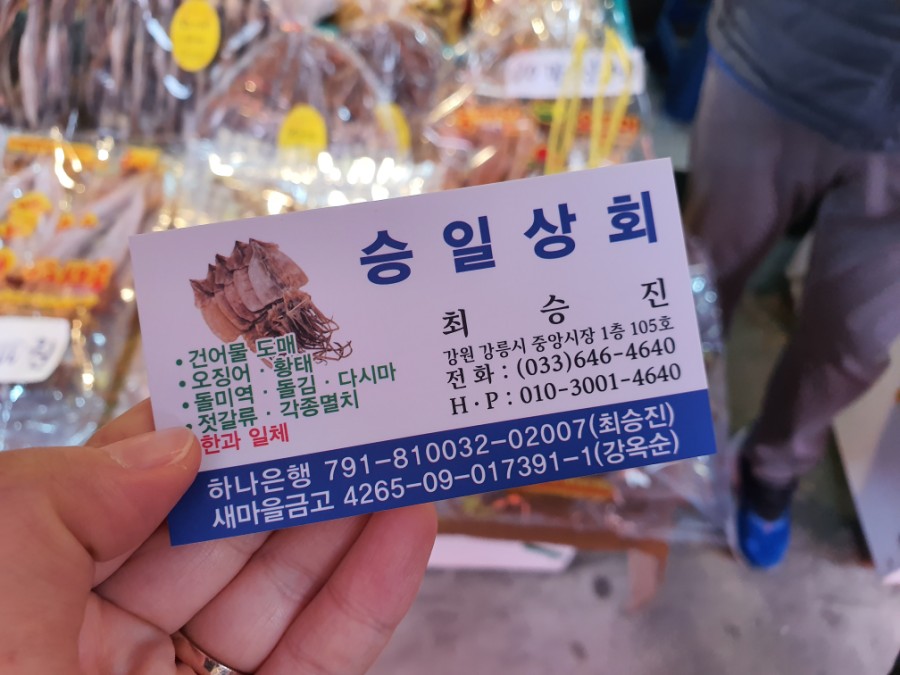 승일상회
최승진
강원 강릉시 중앙시장 1층 105호
전화 : (033)646-4640
H·P : 010-3001-4640
• 건어물 도매
• 오징어 · 황태
• 돌미역 · 돌김 · 다시마
• 젓갈류 · 각종멸치
한과 일체
하나은행 791-810032-02007(최승진)
새마을금고 4265-09-017391-1(강옥순)